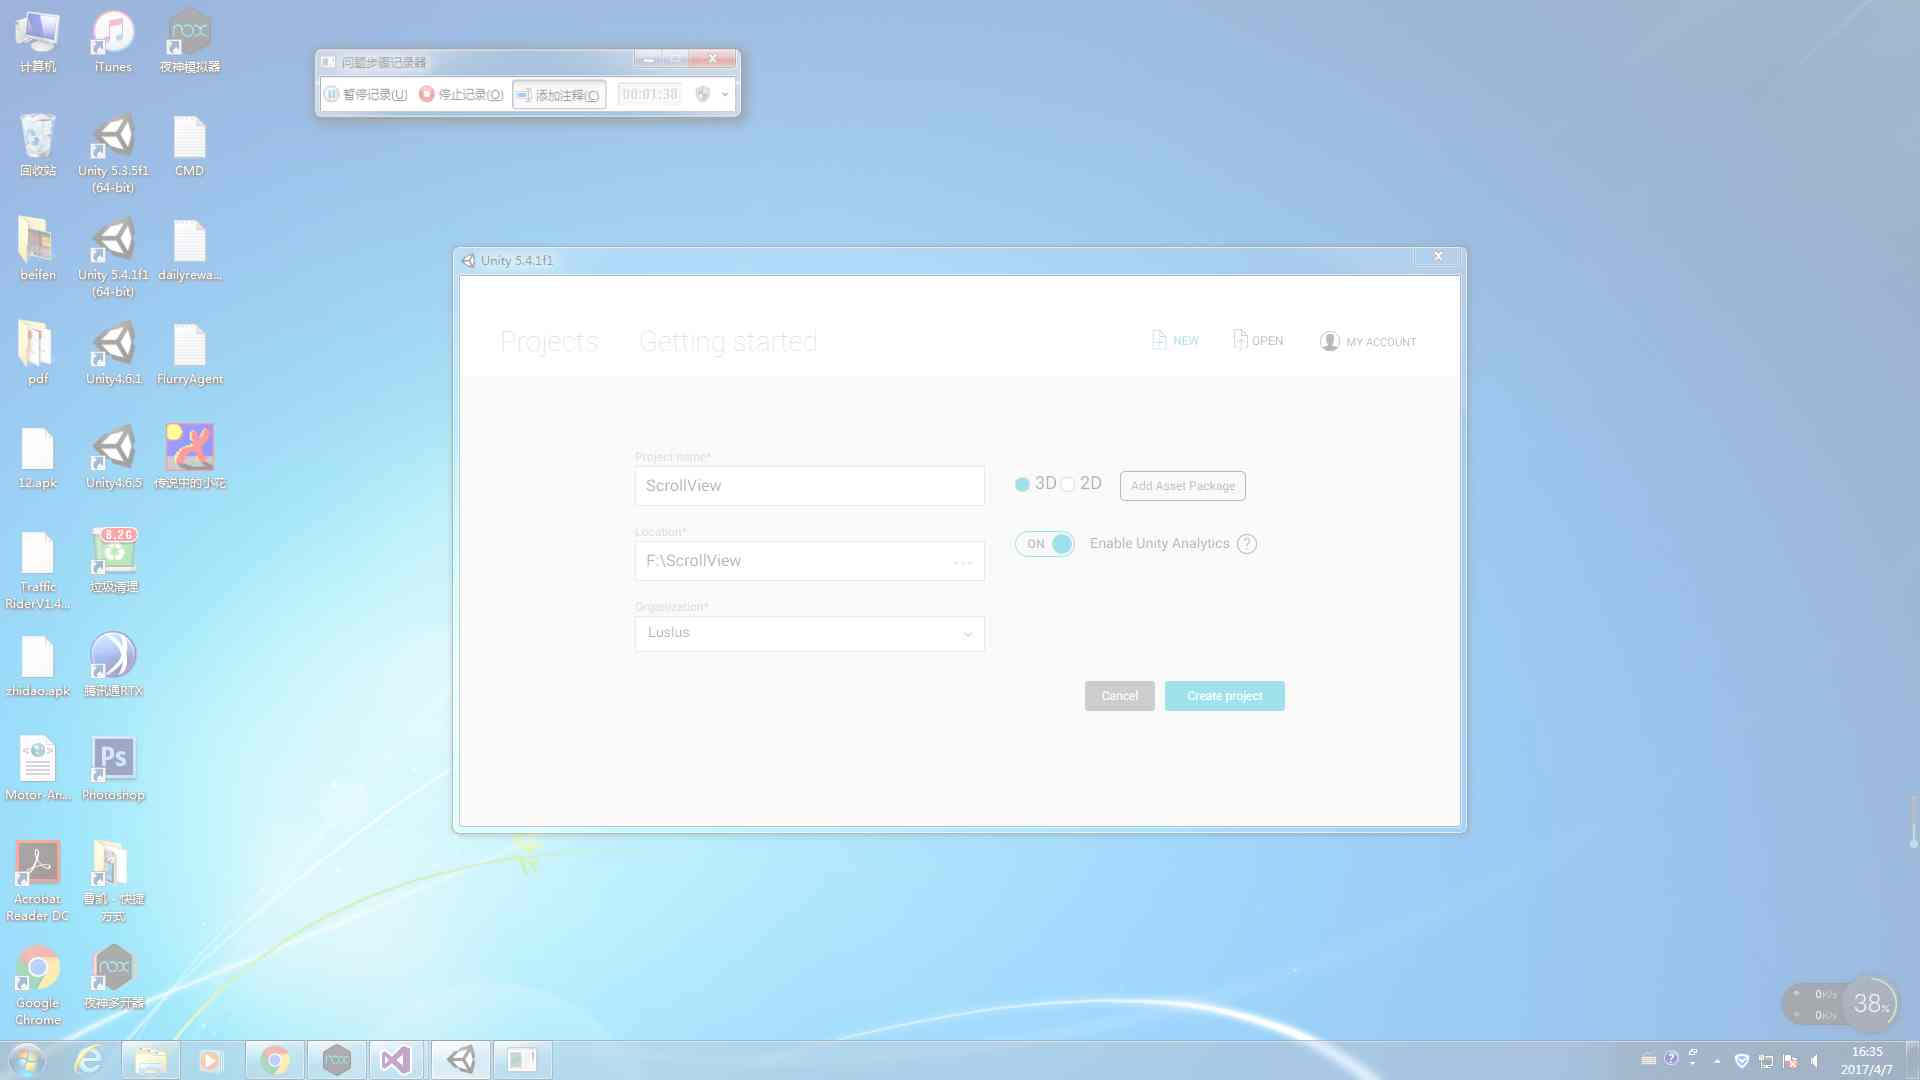 计算机
iTunes
夜神模拟器
回收站
Unity 5.3.5f1
(64-bit)
CMD
beifen
Unity 5.4.1f1
(64-bit)
dailyrewa...
pdf
Unity4.6.1
FlurryAgent
12.apk
Unity4.6.5
传说中的小花
Traffic
RiderV1.4...
8.2G
垃圾清理
zhidao.apk
腾讯通RTX
Motor-An...
Ps
Photoshop
Acrobat
Reader DC
曹凯 - 快捷
方式
Google
Chrome
nox
夜神多开器
问题步骤记录器
暂停记录(U)
停止记录(O)
添加注释(C)
00:01:38
Unity 5.4.1f1
Projects
Getting started
NEW
OPEN
MY ACCOUNT
Project name*
ScrollView
3D
2D
Add Asset Package
Location*
F:\ScrollView
...
ON
Enable Unity Analytics
?
Organization*
Luslus
Cancel
Create project
0K/s
0K/s
38%
16:35
2017/4/7